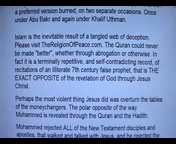 a preferred version burned, on two separate occasions. Once
under Abu Bakr and again under Khalif Uthman.
Islam is the inevitable result of a tangled web of deception.
Please visit TheReligionOfPeace.com. The Quran could never
be made "better", whether through abrogation or otherwise. In
fact it is a terminally repetitive, and self-contradicting record, of
recitations of an illiterate 7th century false prophet, that is THE
EXACT OPPOSITE of the revelation of God through Jesus
Christ.
Perhaps the most violent thing Jesus did was overturn the tables
of the moneychangers. The polar opposite of the way
Mohammed is revealed through the Quran and the Hadith.
Mohammed rejected ALL of the New Testament disciples and
apostles, that walked and talked with Jesus, and he rejected the